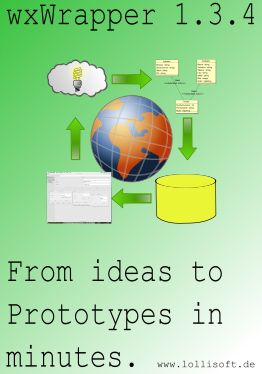 wxWrapper 1.3.4
From ideas to
Prototypes in
minutes.
www.lollisoft.de